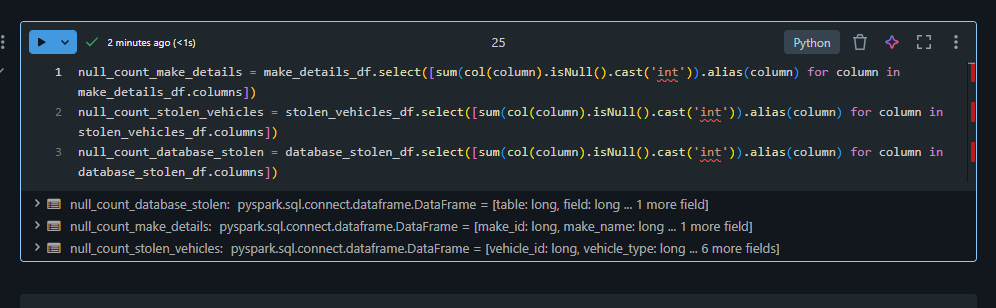 2 minutes ago (<1s)
25
Python
1 null_count_make_details = make_details_df.select([sum(col(column).isNull().cast('int')).alias(column) for column in
make_details_df.columns])
2 null_count_stolen_vehicles = stolen_vehicles_df.select([sum(col(column).isNull().cast('int')).alias(column) for column in
stolen_vehicles_df.columns])
3 null_count_database_stolen = database_stolen_df.select([sum(col(column).isNull().cast('int')).alias(column) for column in
database_stolen_df.columns])
null_count_database_stolen: pyspark.sql.connect.dataframe.DataFrame = [table: long, field: long ... 1 more field]
null_count_make_details: pyspark.sql.connect.dataframe.DataFrame = [make_id: long, make_name: long ... 1 more field]
null_count_stolen_vehicles: pyspark.sql.connect.dataframe.DataFrame = [vehicle_id: long, vehicle_type: long ... 6 more fields]